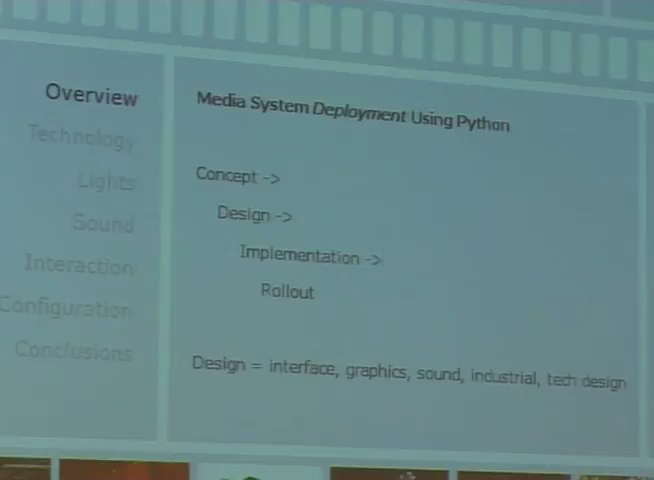 Overview
Technology
Lights
Sound
Interaction
Configuration
Conclusions
Media System Deployment Using Python
Concept ->
Design ->
Implementation ->
Rollout
Design = interface, graphics, sound, industrial, tech design